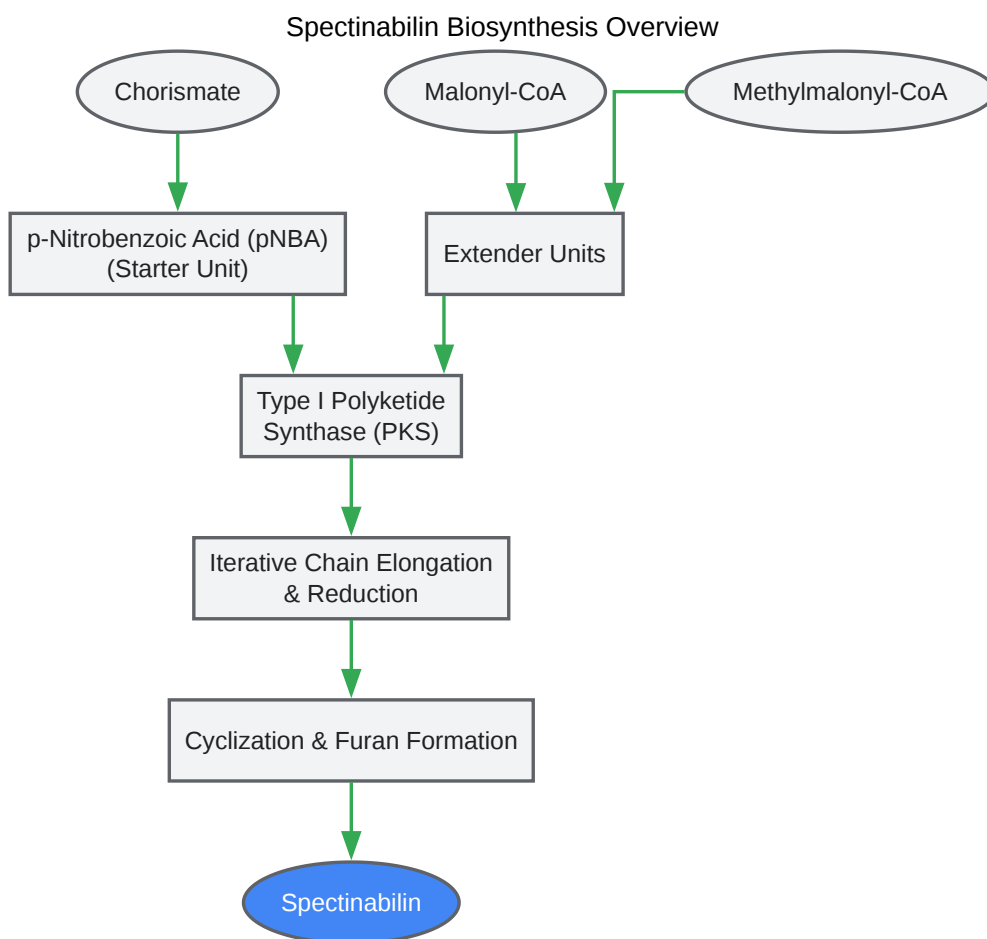 Spectinabilin Biosynthesis Overview
Chorismate
Malonyl-CoA
Methylmalonyl-CoA
p-Nitrobenzoic Acid (pNBA)
(Starter Unit)
Extender Units
Type I Polyketide
Synthase (PKS)
Iterative Chain Elongation
& Reduction
Cyclization & Furan Formation
Spectinabilin